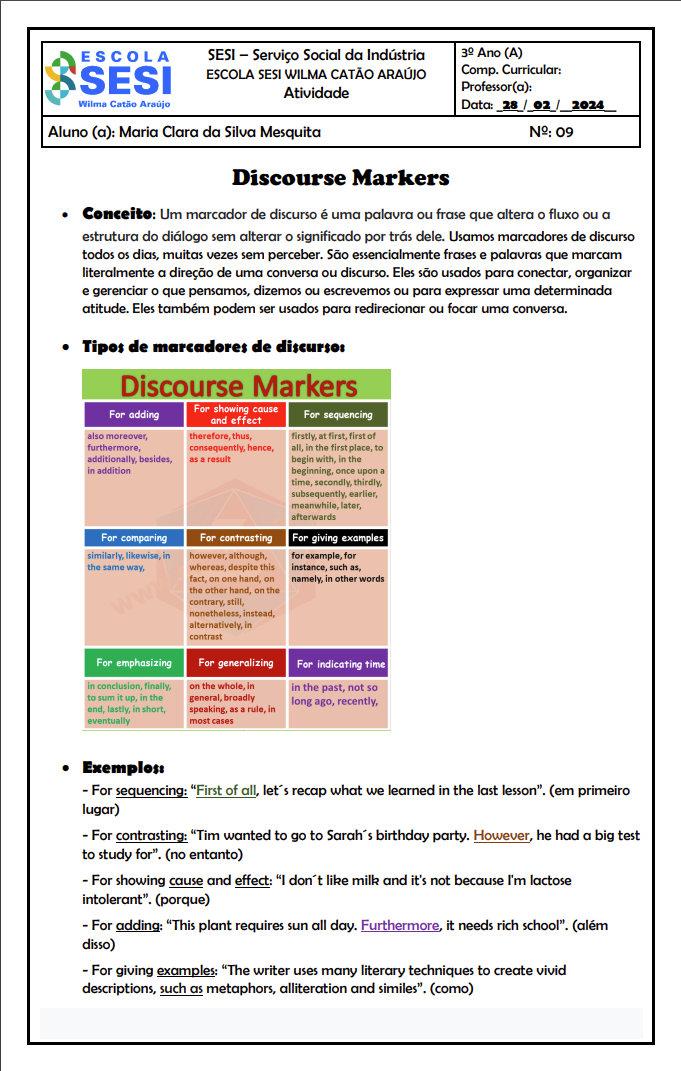 ESCOLA
SESI
Wilma Catão Araújo
SESI – Serviço Social da Indústria
ESCOLA SESI WILMA CATÃO ARAÚJO
Atividade
3º Ano (A)
Comp. Curricular:
Professor(a):
Data: _28_/_02_/__2024__
Aluno (a): Maria Clara da Silva Mesquita
Nº: 09
Discourse Markers
• Conceito: Um marcador de discurso é uma palavra ou frase que altera o fluxo ou a
estrutura do diálogo sem alterar o significado por trás dele. Usamos marcadores de discurso
todos os dias, muitas vezes sem perceber. São essencialmente frases e palavras que marcam
literalmente a direção de uma conversa ou discurso. Eles são usados para conectar, organizar
e gerenciar o que pensamos, dizemos ou escrevemos ou para expressar uma determinada
atitude. Eles também podem ser usados para redirecionar ou focar uma conversa.
• Tipos de marcadores de discurso:
Discourse Markers
For adding
also moreover,
furthermore,
additionally, besides,
in addition
For showing cause
and effect
therefore, thus,
consequently, hence,
as a result
For sequencing
firstly, at first, first of
all, in the first place, to
begin with, in the
beginning, once upon a
time, secondly, thirdly,
subsequently, earlier,
meanwhile, later,
afterwards
For comparing
similarly, likewise, in
the same way,
For contrasting
however, although,
whereas, despite this
fact, on one hand, on
the other hand, on the
contrary, still,
nonetheless, instead,
alternatively, in
contrast
For giving examples
for example, for
instance, such as,
namely, in other words
For emphasizing
in conclusion, finally,
to sum it up, in the
end, lastly, in short,
eventually
For generalizing
on the whole, in
general, broadly
speaking, as a rule, in
most cases
For indicating time
in the past, not so
long ago, recently,
• Exemplos:
- For sequencing: “First of all, let´s recap what we learned in the last lesson”. (em primeiro
lugar)
- For contrasting: “Tim wanted to go to Sarah´s birthday party. However, he had a big test
to study for”. (no entanto)
- For showing cause and effect: “I don´t like milk and it's not because I'm lactose
intolerant”. (porque)
- For adding: “This plant requires sun all day. Furthermore, it needs rich school”. (além
disso)
- For giving examples: “The writer uses many literary techniques to create vivid
descriptions, such as metaphors, alliteration and similes”. (como)